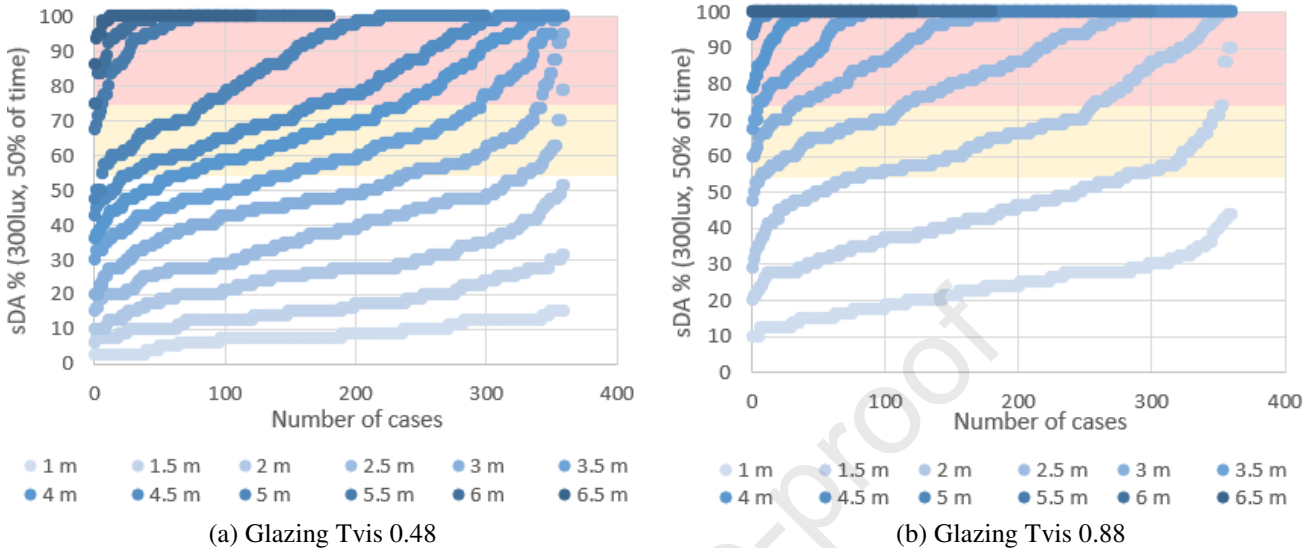 sDA % (300lux, 50% of time)
100
90
80
70
60
50
40
30
20
10
0
0 100 200 300 400
Number of cases
1 m 1.5 m 2 m 2.5 m 3 m 3.5 m
4 m 4.5 m 5 m 5.5 m 6 m 6.5 m
(a) Glazing Tvis 0.48
sDA % (300lux, 50% of time)
100
90
80
70
60
50
40
30
20
10
0
0 100 200 300 400
Number of cases
1 m 1.5 m 2 m 2.5 m 3 m 3.5 m
4 m 4.5 m 5 m 5.5 m 6 m 6.5 m
(b) Glazing Tvis 0.88
-proof